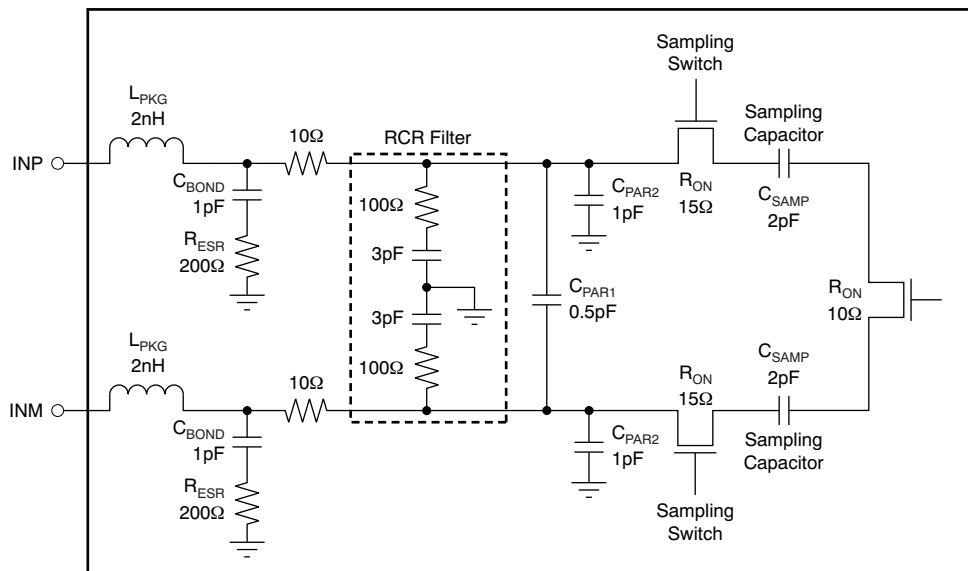 Sampling
Switch
L_PKG
2nH
Sampling
Capacitor
10Ω
RCR Filter
INP
C_BOND
1pF
100Ω
C_PAR2
1pF
R_ON
15Ω
C_SAMP
2pF
R_ESR
200Ω
3pF
C_PAR1
0.5pF
R_ON
10Ω
3pF
L_PKG
2nH
100Ω
C_SAMP
2pF
10Ω
R_ON
15Ω
INM
C_BOND
1pF
C_PAR2
1pF
Sampling
Capacitor
R_ESR
200Ω
Sampling
Switch